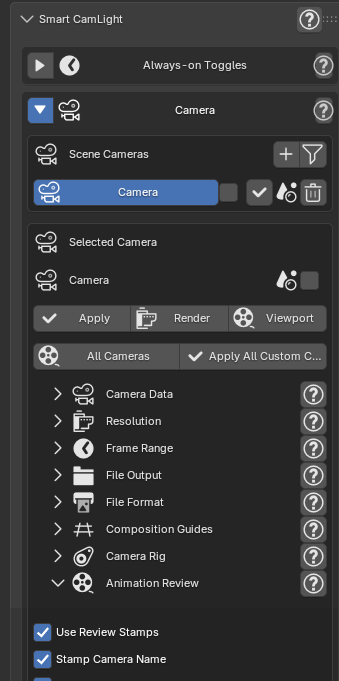 Smart CamLight
Always-on Toggles
Camera
Scene Cameras
Camera
Selected Camera
Camera
Apply Render Viewport
All Cameras Apply All Custom C...
Camera Data
Resolution
Frame Range
File Output
File Format
Composition Guides
Camera Rig
Animation Review
Use Review Stamps
Stamp Camera Name